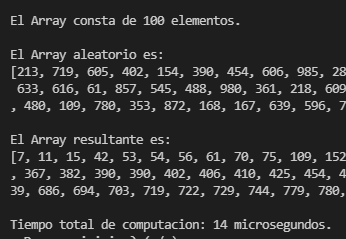 El Array consta de 100 elementos.
El Array aleatorio es:
[213, 719, 605, 402, 154, 390, 454, 606, 985, 28
633, 616, 61, 857, 545, 488, 980, 361, 218, 609
, 480, 109, 780, 353, 872, 168, 167, 639, 596, 7
El Array resultante es:
[7, 11, 15, 42, 53, 54, 56, 61, 70, 75, 109, 152
, 367, 382, 390, 390, 402, 406, 410, 425, 454, 4
39, 686, 694, 703, 719, 722, 729, 744, 779, 780,
Tiempo total de computacion: 14 microsegundos.